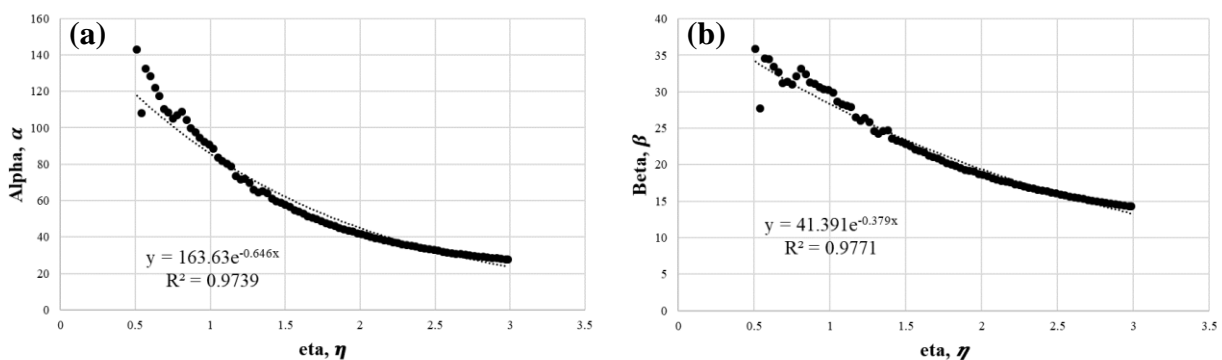 (a)
160
140
120
100
80
60
40
20
0
Alpha, α
y = 163.63e^-0.646x
R² = 0.9739
0 0.5 1 1.5 2 2.5 3 3.5
eta, η
(b)
40
35
30
25
20
15
10
5
0
Beta, β
y = 41.391e^-0.379x
R² = 0.9771
0 0.5 1 1.5 2 2.5 3 3.5
eta, η